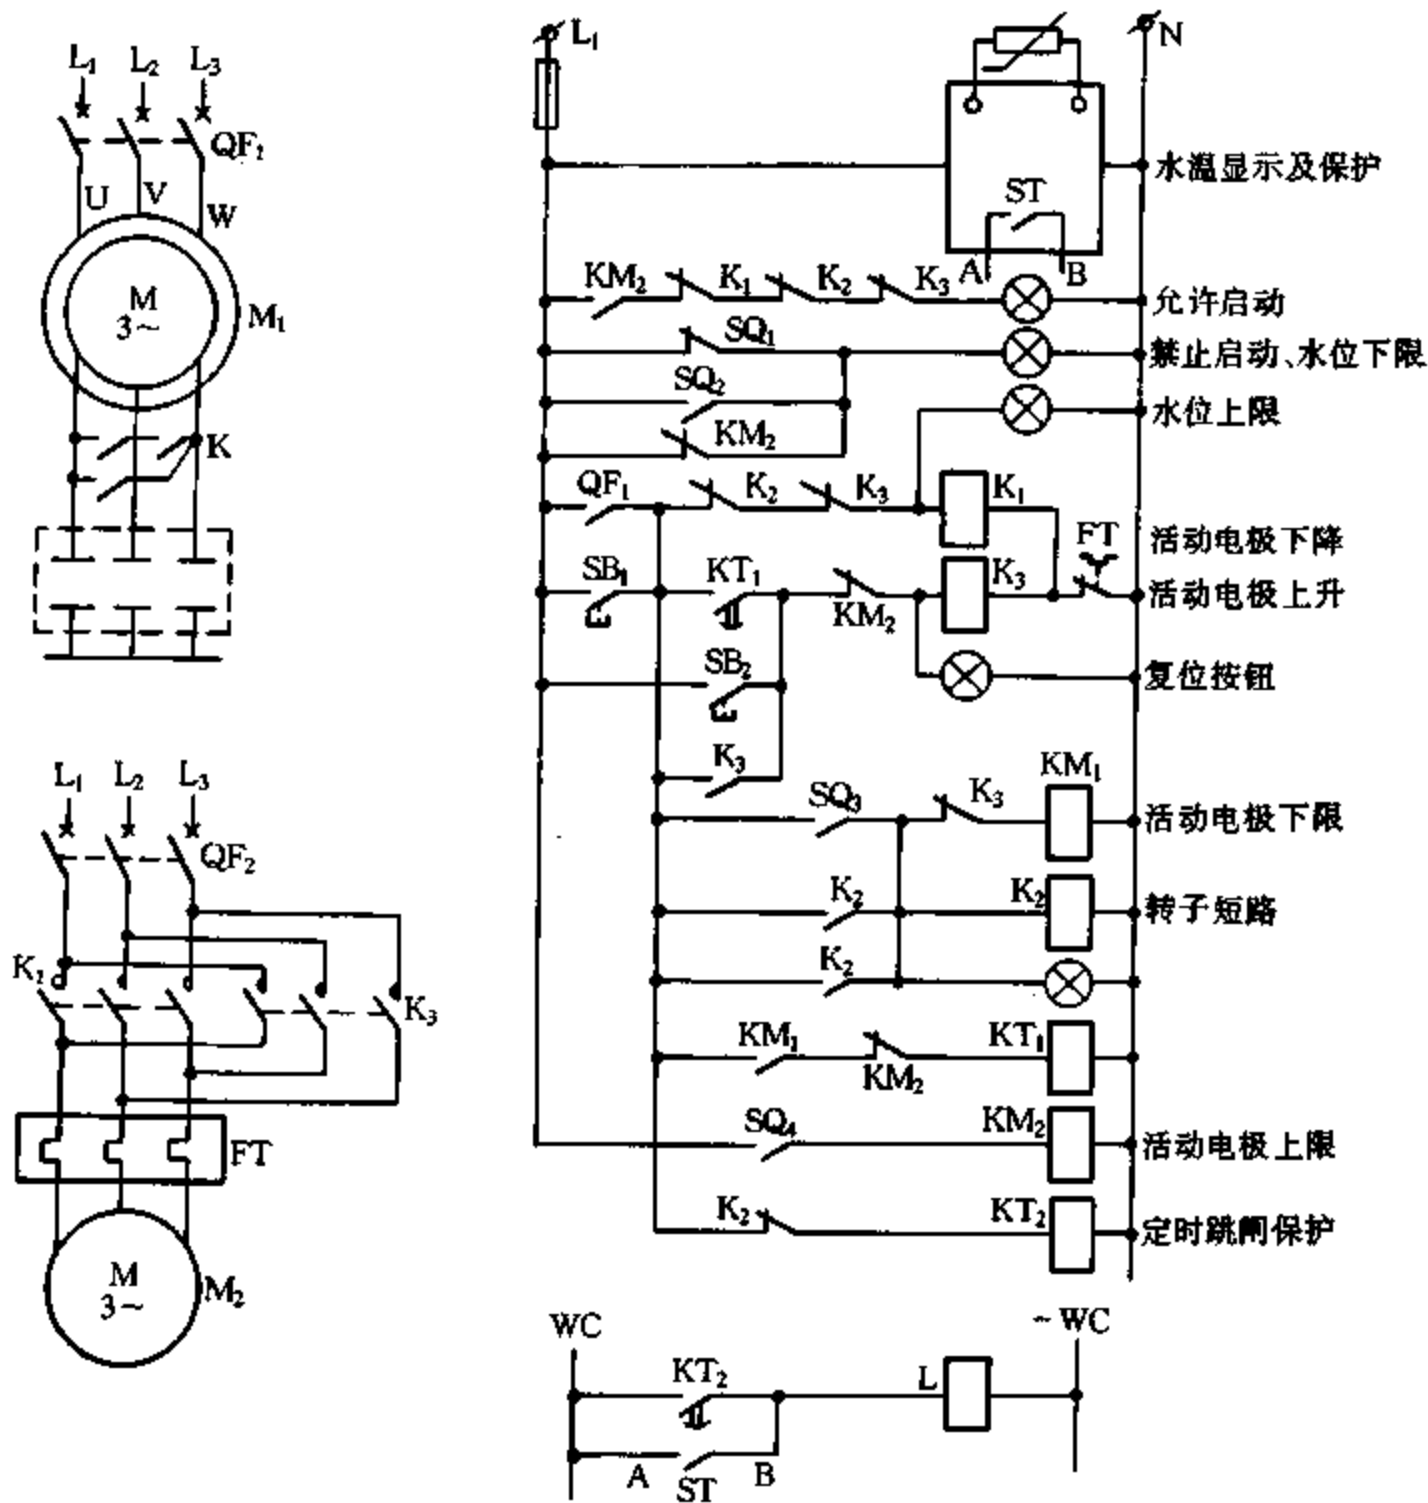 L₁ L₂ L₃
QF₁
U V W
M
3~
M₁
K
L₁ L₂ L₃
QF₂
K₁
K₃
FT
M
3~
M₂
L₁
N
水温显示及保护
ST
A B
KM₂ K₁ K₂ K₃
允许启动
SQ₁
禁止启动、水位下限
SQ₂
水位上限
KM₂
QF₁ K₂ K₃ K₁
FT
活动电极下降
SB₁ KT₁ KM₂ K₃
活动电极上升
SB₂
复位按钮
K₃
KM₁
SQ₃ K₃
活动电极下限
K₂ K₂
转子短路
K₂
KM₁ KM₂ KT₁
SQ₄ KM₂
活动电极上限
K₂ KT₂
定时跳闸保护
WC ~WC
KT₂ L
A ST B